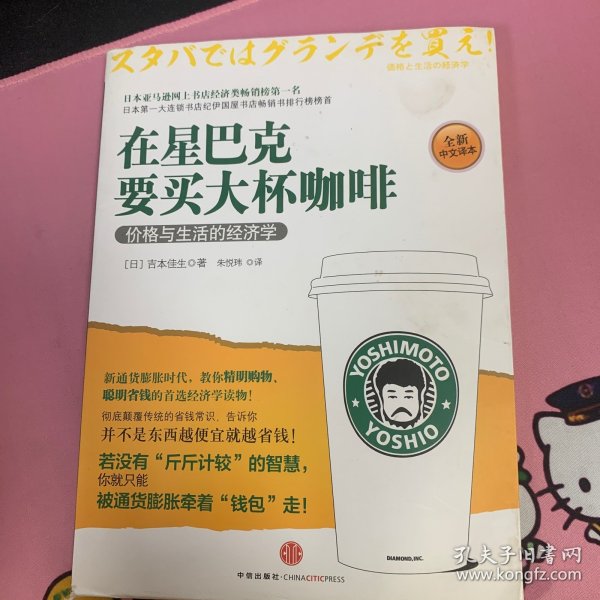 スタバではグランデを買え!
価格と生活の経済学
日本亚马逊网上书店经济类畅销榜第一名
日本第一大连锁书店纪伊国屋书店畅销书排行榜榜首
在星巴克
要买大杯咖啡
全新
中文译本
价格与生活的经济学
［日］吉本佳生◎著 朱悦玮◎译
YOSHIMOTO
YOSHIO
新通货膨胀时代，教你精明购物、
聪明省钱的首选经济学读物！
彻底颠覆传统的省钱常识，告诉你
并不是东西越便宜就越省钱！
若没有“斤斤计较”的智慧，
你就只能
被通货膨胀牵着“钱包”走！
DIAMOND,INC.
中信出版社·CHINACITICPRESS
孔夫子旧书网
www.kongfz.com